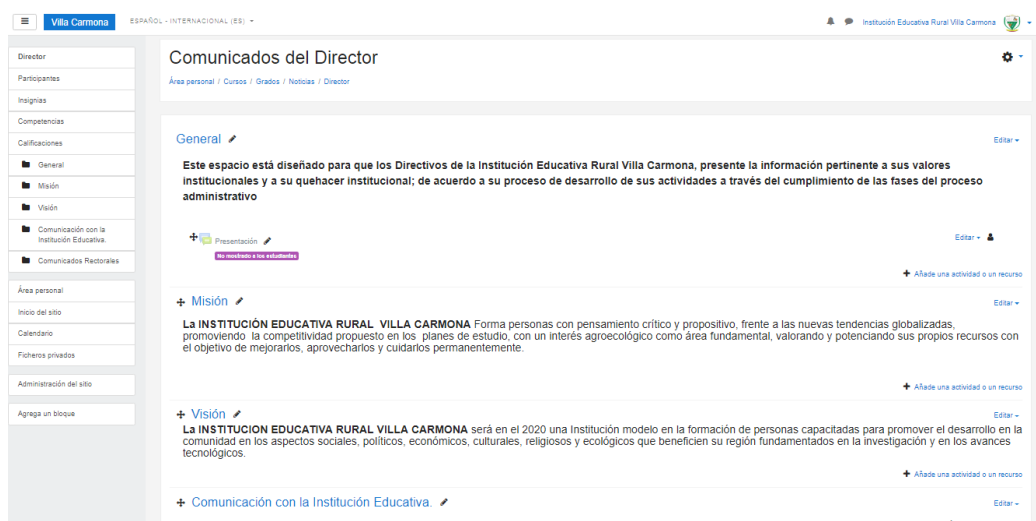 Villa Carmona
ESPAÑOL - INTERNACIONAL (ES)
Institución Educativa Rural Villa Carmona
Director
Participantes
Insignias
Competencias
Calificaciones
General
Misión
Visión
Comunicación con la
Institución Educativa.
Comunicados Rectorales
Área personal
Inicio del sitio
Calendario
Ficheros privados
Administración del sitio
Agrega un bloque
Comunicados del Director
Área personal / Cursos / Grados / Noticias / Director
General
Editar
Este espacio está diseñado para que los Directivos de la Institución Educativa Rural Villa Carmona, presente la información pertinente a sus valores
institucionales y a su quehacer institucional; de acuerdo a su proceso de desarrollo de sus actividades a través del cumplimiento de las fases del proceso
administrativo
Presentación
Editar
No mostrado a los estudiantes
Añade una actividad o un recurso
Misión
Editar
La INSTITUCIÓN EDUCATIVA RURAL VILLA CARMONA Forma personas con pensamiento crítico y propositivo, frente a las nuevas tendencias globalizadas,
promoviendo la competitividad propuesto en los planes de estudio, con un interés agroecológico como área fundamental, valorando y potenciando sus propios recursos con
el objetivo de mejorarlos, aprovecharlos y cuidarlos permanentemente.
Añade una actividad o un recurso
Visión
Editar
La INSTITUCION EDUCATIVA RURAL VILLA CARMONA será en el 2020 una Institución modelo en la formación de personas capacitadas para promover el desarrollo en la
comunidad en los aspectos sociales, políticos, económicos, culturales, religiosos y ecológicos que beneficien su región fundamentados en la investigación y en los avances
tecnológicos.
Añade una actividad o un recurso
Comunicación con la Institución Educativa.
Editar